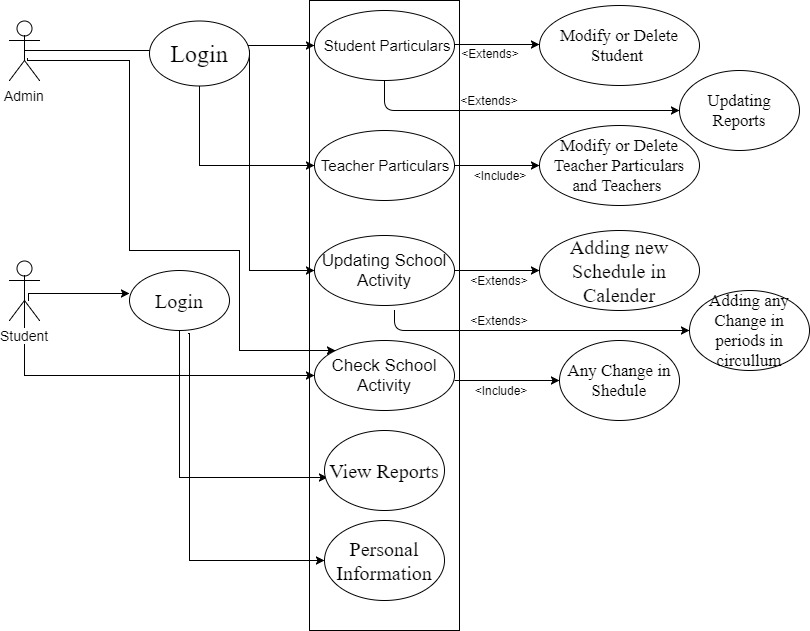 Admin
Login
Student Particulars
<Extends>
Modify or Delete
Student
<Extends>
Updating
Reports
Teacher Particulars
<Include>
Modify or Delete
Teacher Particulars
and Teachers
Student
Login
Updating School
Activity
<Extends>
Adding new
Schedule in
Calender
<Extends>
Adding any
Change in
periods in
circullum
Check School
Activity
<Include>
Any Change in
Shedule
View Reports
Personal
Information